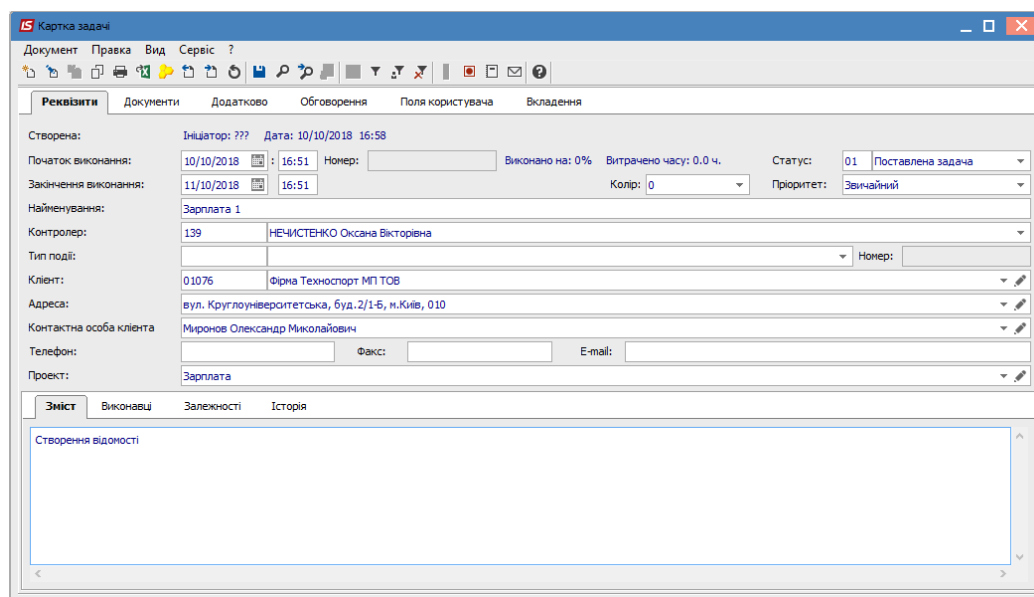 IS Картка задачі
Документ Правка Вид Сервіс ?
Реквізити Документи Додатково Обговорення Поля користувача Вкладення
Створена: Ініціатор: ??? Дата: 10/10/2018 16:58
Початок виконання: 10/10/2018 : 16:51 Номер: Виконано на: 0% Витрачено часу: 0.0 ч. Статус: 01 Поставлена задача
Закінчення виконання: 11/10/2018 16:51 Колір: 0 Пріоритет: Звичайний
Найменування: Зарплата 1
Контролер: 139 НЕЧИСТЕНКО Оксана Вікторівна
Тип події: Номер:
Клієнт: 01076 Фірма Техноспорт МП ТОВ
Адреса: вул. Круглоуніверситетська, буд.2/1-Б, м.Київ, 010
Контактна особа клієнта Миронов Олександр Миколайович
Телефон: Факс: E-mail:
Проект: Зарплата
Зміст Виконавці Залежності Історія
Створення відомості